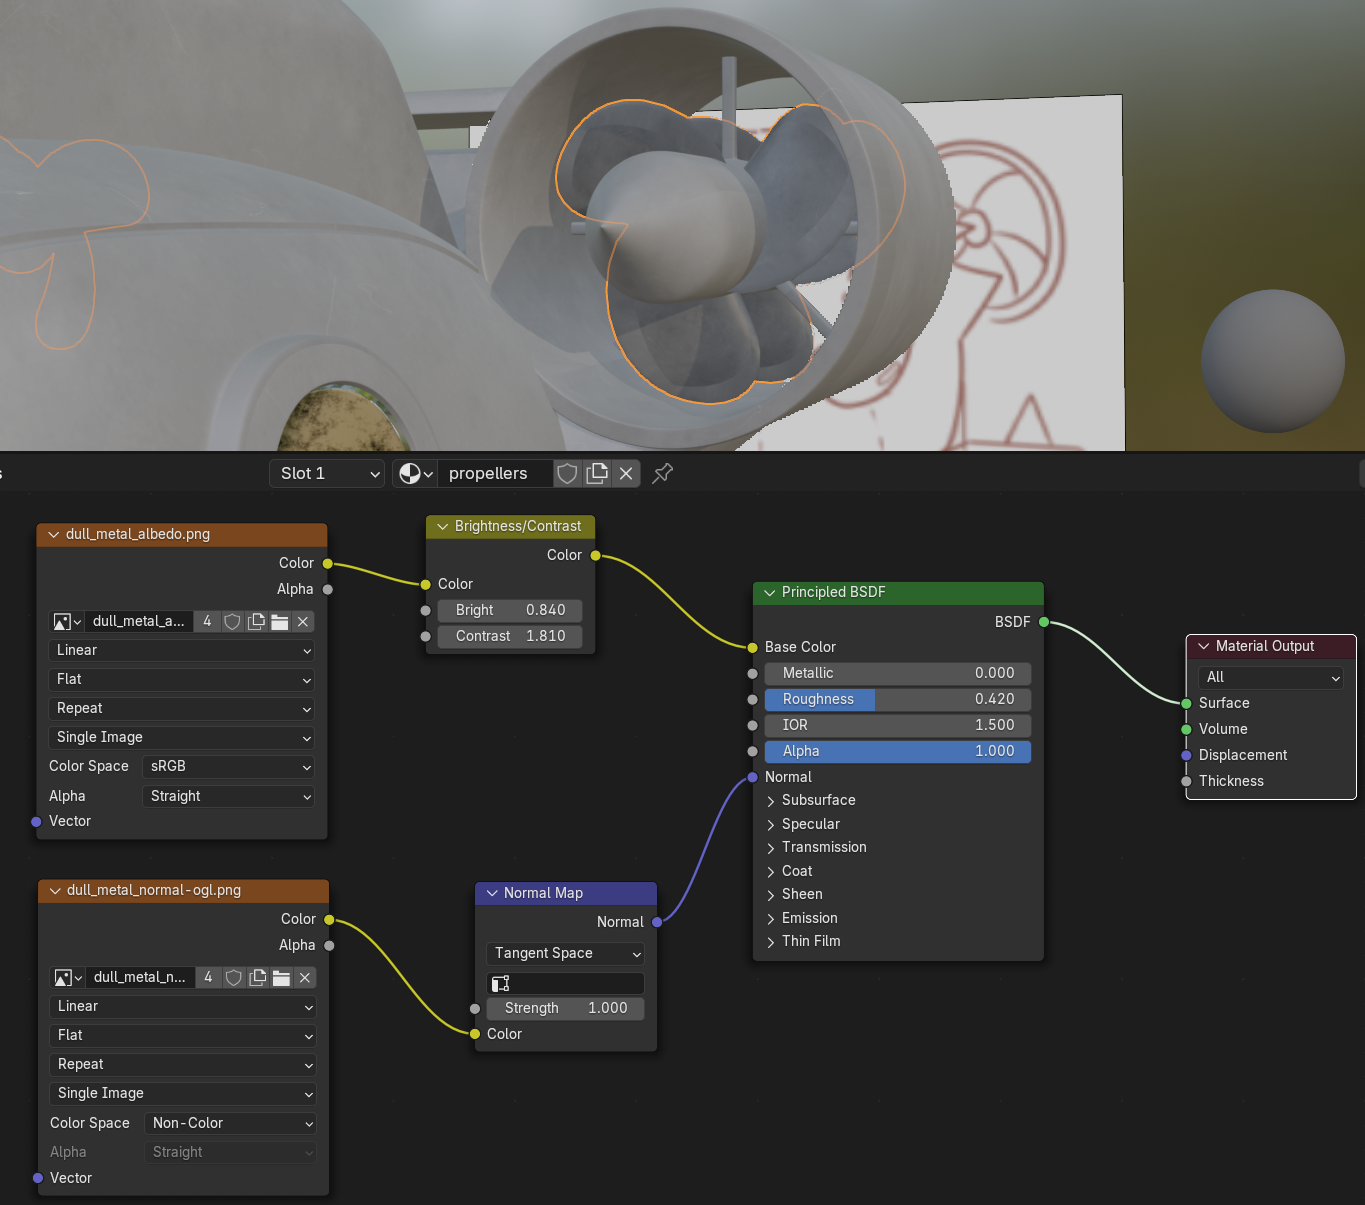 s
Slot 1
propellers
dull_metal_albedo.png
Color
Alpha
dull_metal_a...
4
Linear
Flat
Repeat
Single Image
Color Space
sRGB
Alpha
Straight
Vector
Brightness/Contrast
Color
Color
Bright 0.840
Contrast 1.810
Principled BSDF
BSDF
Base Color
Metallic 0.000
Roughness 0.420
IOR 1.500
Alpha 1.000
Normal
Subsurface
Specular
Transmission
Coat
Sheen
Emission
Thin Film
Material Output
All
Surface
Volume
Displacement
Thickness
dull_metal_normal-ogl.png
Color
Alpha
dull_metal_n...
4
Linear
Flat
Repeat
Single Image
Color Space
Non-Color
Alpha
Straight
Vector
Normal Map
Normal
Tangent Space
Strength 1.000
Color